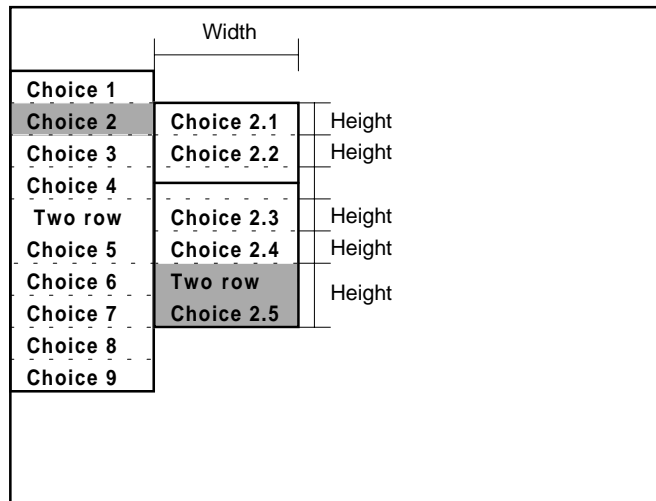 Width
Choice 1
Choice 2
Choice 3
Choice 4
Two row
Choice 5
Choice 6
Choice 7
Choice 8
Choice 9
Choice 2.1
Choice 2.2
Choice 2.3
Choice 2.4
Two row
Choice 2.5
Height
Height
Height
Height
Height